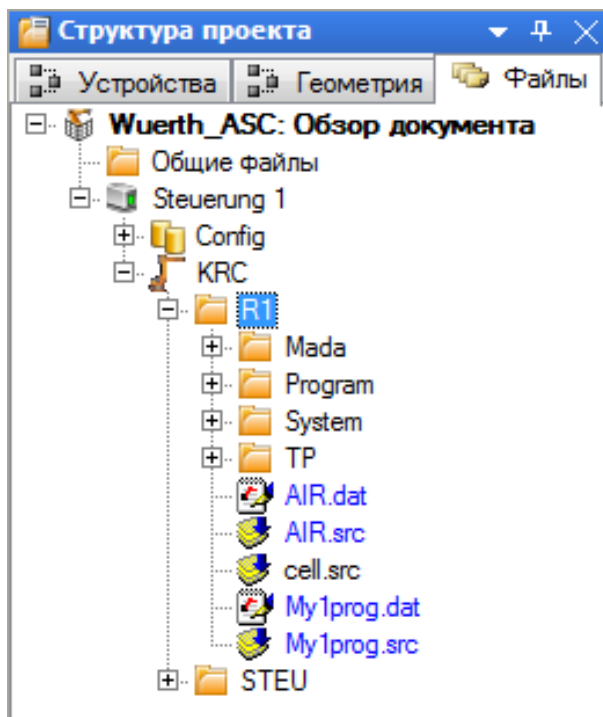 Структура проекта
Устройства Геометрия Файлы
Wuerth_ASC: Обзор документа
Общие файлы
Steuerung 1
Config
KRC
R1
Mada
Program
System
TP
AIR.dat
AIR.src
cell.src
My1prog.dat
My1prog.src
STEU